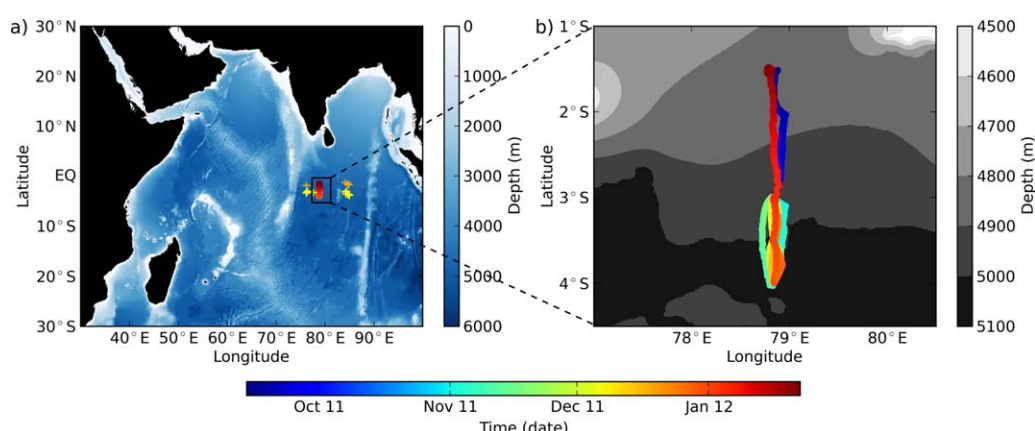 a)
30°N
20°N
10°N
EQ
10°S
20°S
30°S
Latitude
40°E 50°E 60°E 70°E 80°E 90°E
Longitude
0
1000
2000
3000
4000
5000
6000
Depth (m)
b)
1°S
2°S
3°S
4°S
Latitude
78°E 79°E 80°E
Longitude
4500
4600
4700
4800
4900
5000
5100
Depth (m)
Oct 11 Nov 11 Dec 11 Jan 12
Time (date)